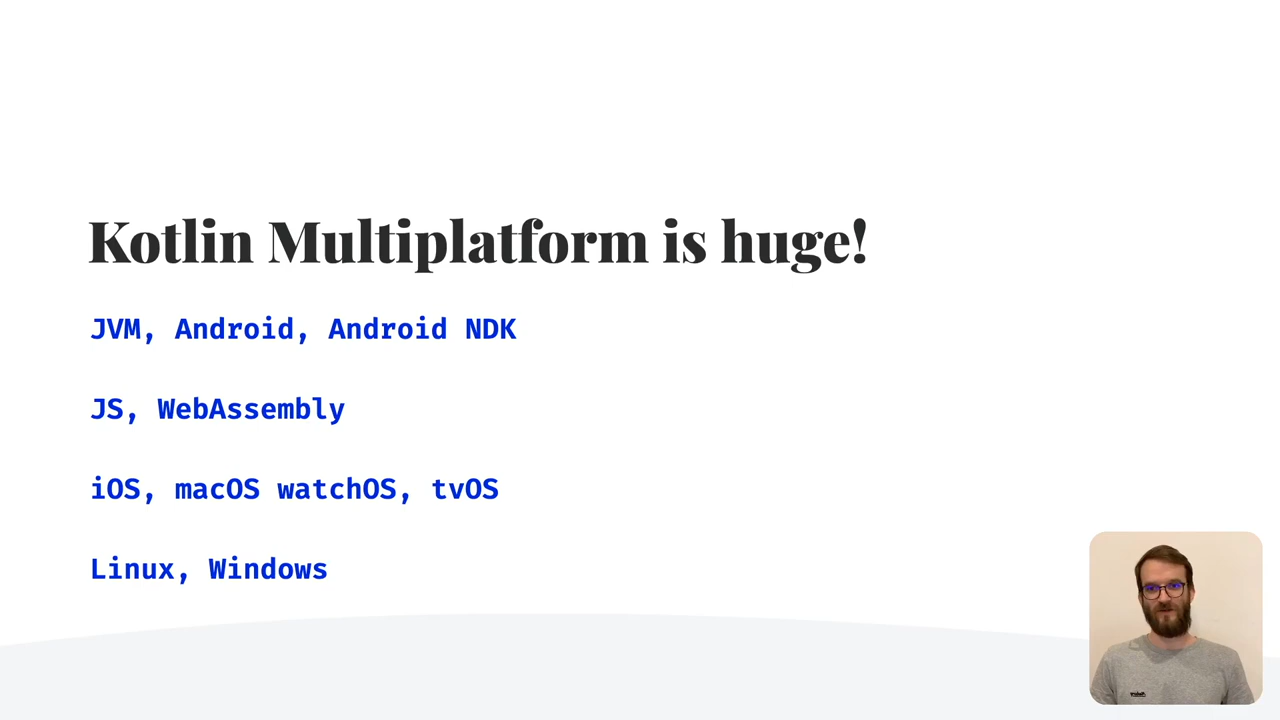 Kotlin Multiplatform is huge!
JVM, Android, Android NDK
JS, WebAssembly
iOS, macOS watchOS, tvOS
Linux, Windows